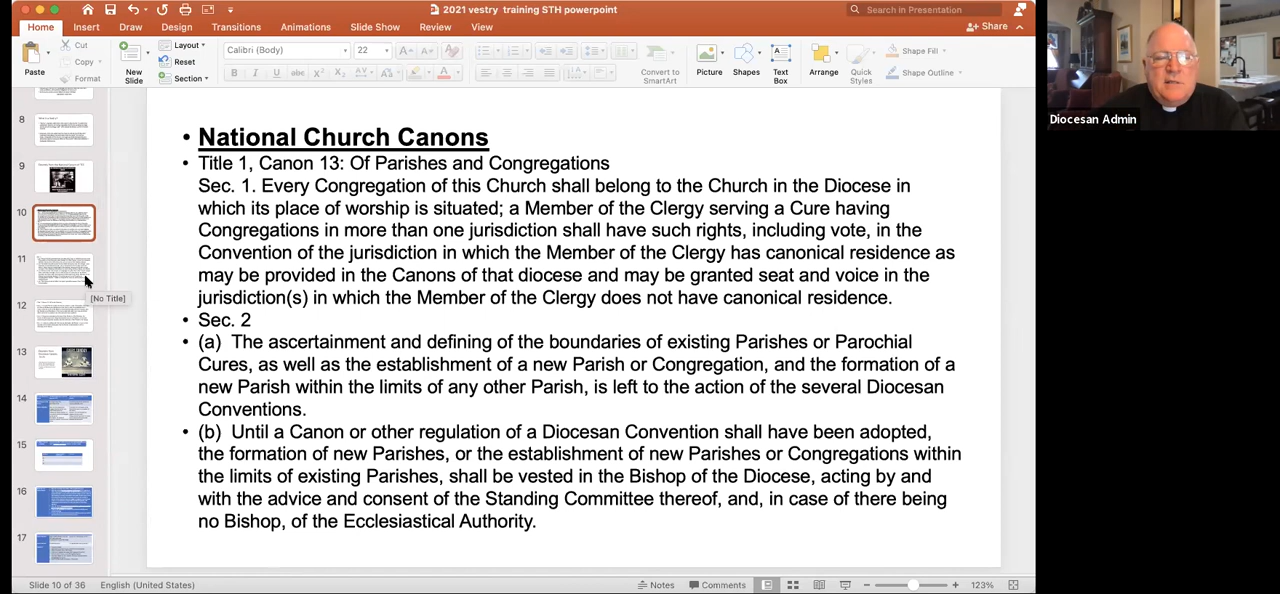 2021 vestry training STH powerpoint
Search in Presentation
Home Insert Draw Design Transitions Animations Slide Show Review View
Share
Paste
Cut
Copy
Format
New
Slide
Layout
Reset
Section
Calibri (Body) 22
Convert to
SmartArt
Picture
Shapes
Text
Box
Arrange
Quick
Styles
Shape Fill
Shape Outline
8
9
10
11
[No Title]
12
13
14
15
16
17
• National Church Canons
• Title 1, Canon 13: Of Parishes and Congregations
Sec. 1. Every Congregation of this Church shall belong to the Church in the Diocese in
which its place of worship is situated: a Member of the Clergy serving a Cure having
Congregations in more than one jurisdiction shall have such rights, including vote, in the
Convention of the jurisdiction in which the Member of the Clergy has canonical residence as
may be provided in the Canons of that diocese and may be granted seat and voice in the
jurisdiction(s) in which the Member of the Clergy does not have canonical residence.
• Sec. 2
• (a) The ascertainment and defining of the boundaries of existing Parishes or Parochial
Cures, as well as the establishment of a new Parish or Congregation, and the formation of a
new Parish within the limits of any other Parish, is left to the action of the several Diocesan
Conventions.
• (b) Until a Canon or other regulation of a Diocesan Convention shall have been adopted,
the formation of new Parishes, or the establishment of new Parishes or Congregations within
the limits of existing Parishes, shall be vested in the Bishop of the Diocese, acting by and
with the advice and consent of the Standing Committee thereof, and, in case of there being
no Bishop, of the Ecclesiastical Authority.
Diocesan Admin
Slide 10 of 36 English (United States)
Notes Comments 123%